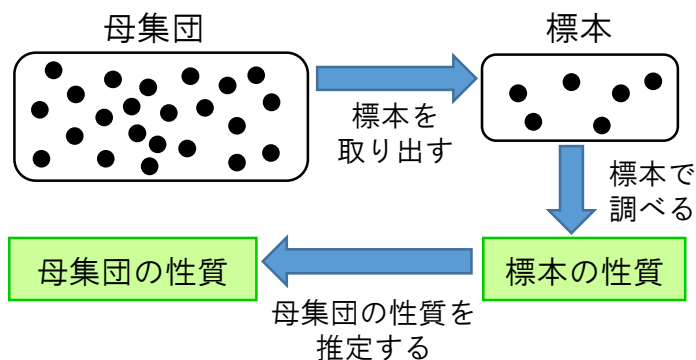 母集団
標本
標本を
取り出す
標本で
調べる
母集団の性質
標本の性質
母集団の性質を
推定する